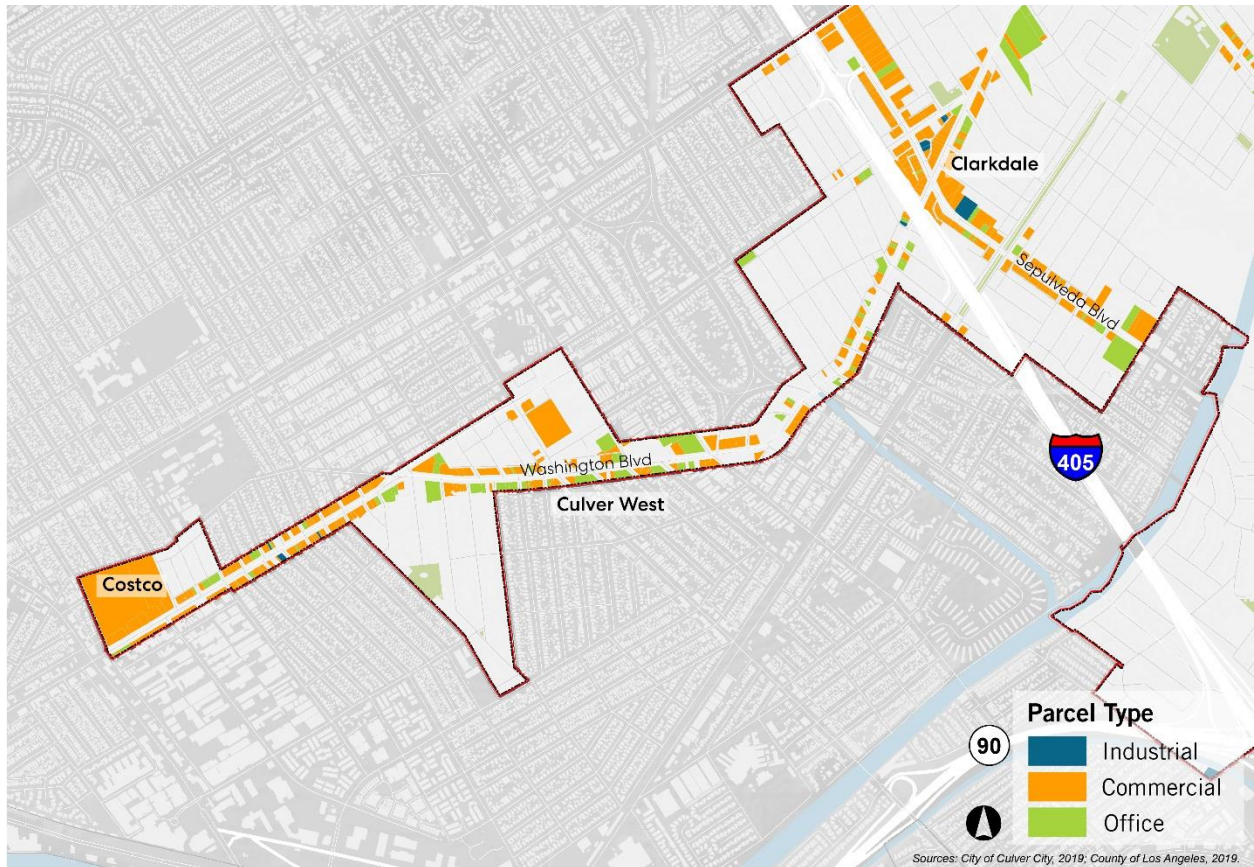 Clarkdale
Sepulveda Blvd
405
Washington Blvd
Culver West
Costco
90
Parcel Type
Industrial
Commercial
Office
Sources: City of Culver City, 2019; County of Los Angeles, 2019